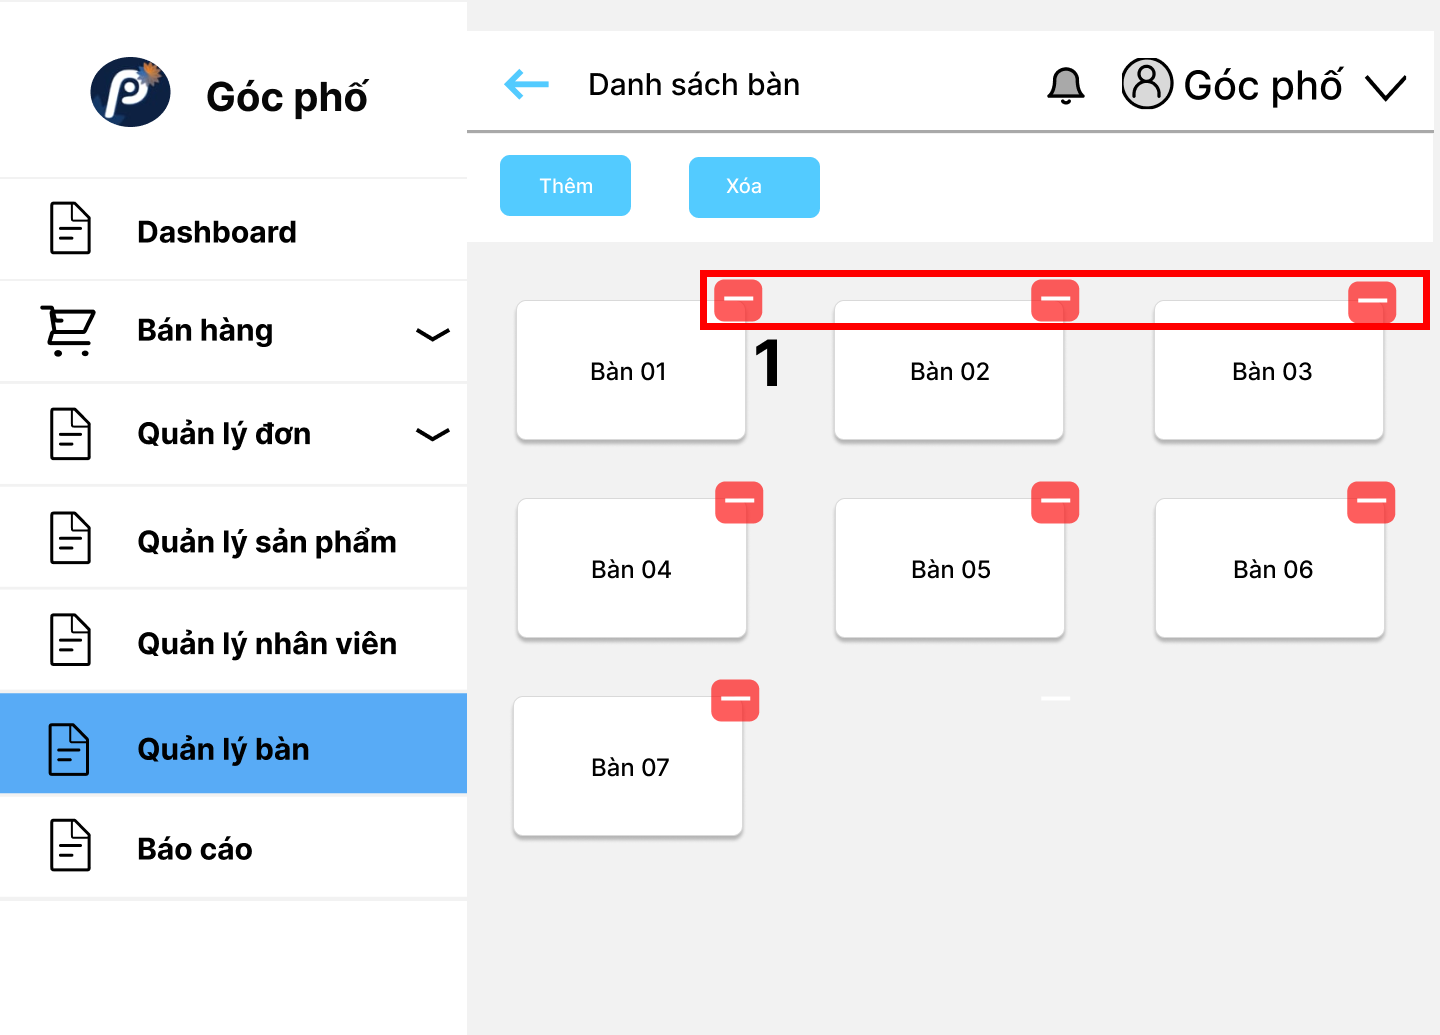 Góc phố
Danh sách bàn
Góc phố
Thêm
Xóa
Dashboard
Bán hàng
Quản lý đơn
Quản lý sản phẩm
Quản lý nhân viên
Quản lý bàn
Báo cáo
1
Bàn 01
Bàn 02
Bàn 03
Bàn 04
Bàn 05
Bàn 06
Bàn 07